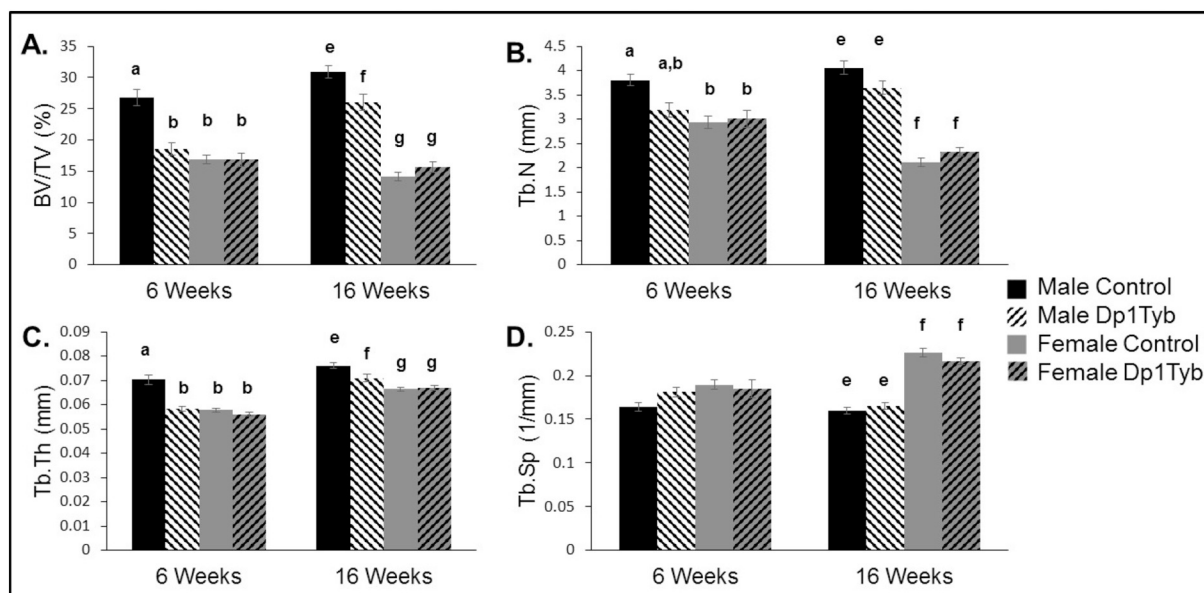 A.
BV/TV (%)
35
30
25
20
15
10
5
0
a
b
b
b
e
f
g
g
6 Weeks
16 Weeks
B.
Tb.N (mm)
4.5
4
3.5
3
2.5
2
1.5
1
0.5
0
a
a,b
b
b
e
e
f
f
6 Weeks
16 Weeks
C.
Tb.Th (mm)
0.09
0.08
0.07
0.06
0.05
0.04
0.03
0.02
0.01
0
a
b
b
b
e
f
g
g
6 Weeks
16 Weeks
D.
Tb.Sp (1/mm)
0.25
0.2
0.15
0.1
0.05
0
e
e
f
f
6 Weeks
16 Weeks
Male Control
Male Dp1Tyb
Female Control
Female Dp1Tyb